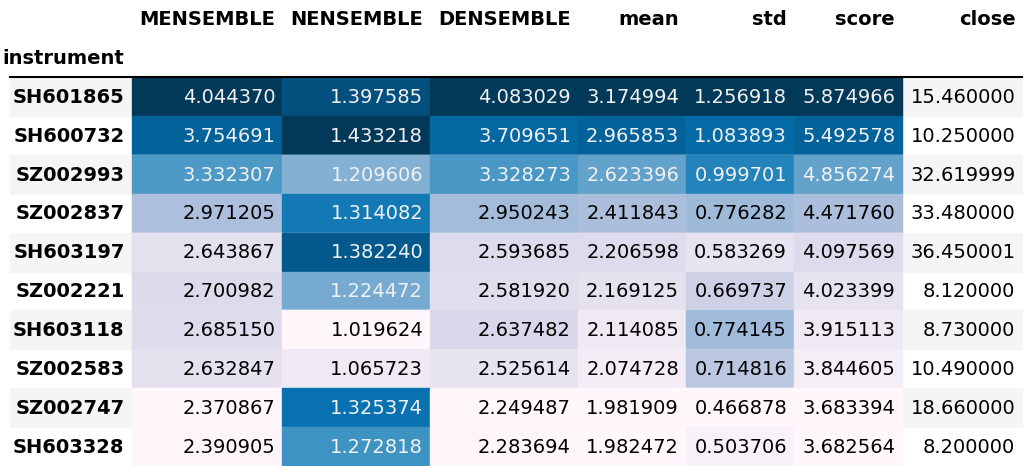 MENSEMBLE NENSEMBLE DENSEMBLE mean std score close
instrument
SH601865 4.044370 1.397585 4.083029 3.174994 1.256918 5.874966 15.460000
SH600732 3.754691 1.433218 3.709651 2.965853 1.083893 5.492578 10.250000
SZ002993 3.332307 1.209606 3.328273 2.623396 0.999701 4.856274 32.619999
SZ002837 2.971205 1.314082 2.950243 2.411843 0.776282 4.471760 33.480000
SH603197 2.643867 1.382240 2.593685 2.206598 0.583269 4.097569 36.450001
SZ002221 2.700982 1.224472 2.581920 2.169125 0.669737 4.023399 8.120000
SH603118 2.685150 1.019624 2.637482 2.114085 0.774145 3.915113 8.730000
SZ002583 2.632847 1.065723 2.525614 2.074728 0.714816 3.844605 10.490000
SZ002747 2.370867 1.325374 2.249487 1.981909 0.466878 3.683394 18.660000
SH603328 2.390905 1.272818 2.283694 1.982472 0.503706 3.682564 8.200000